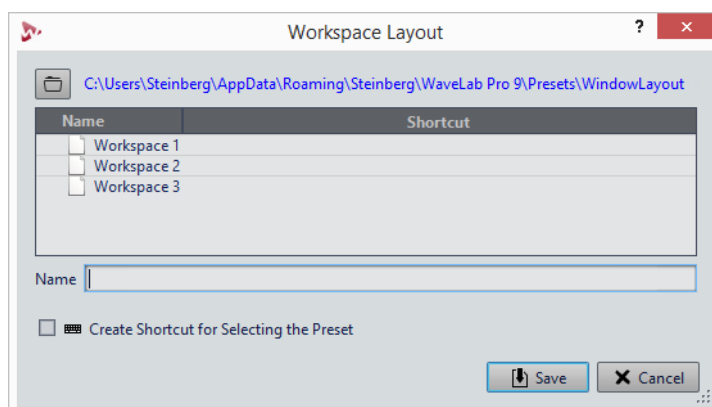 Workspace Layout ? ×
C:\Users\Steinberg\AppData\Roaming\Steinberg\WaveLab Pro 9\Presets\WindowLayout
Name Shortcut
Workspace 1
Workspace 2
Workspace 3
Name
Create Shortcut for Selecting the Preset
Save Cancel